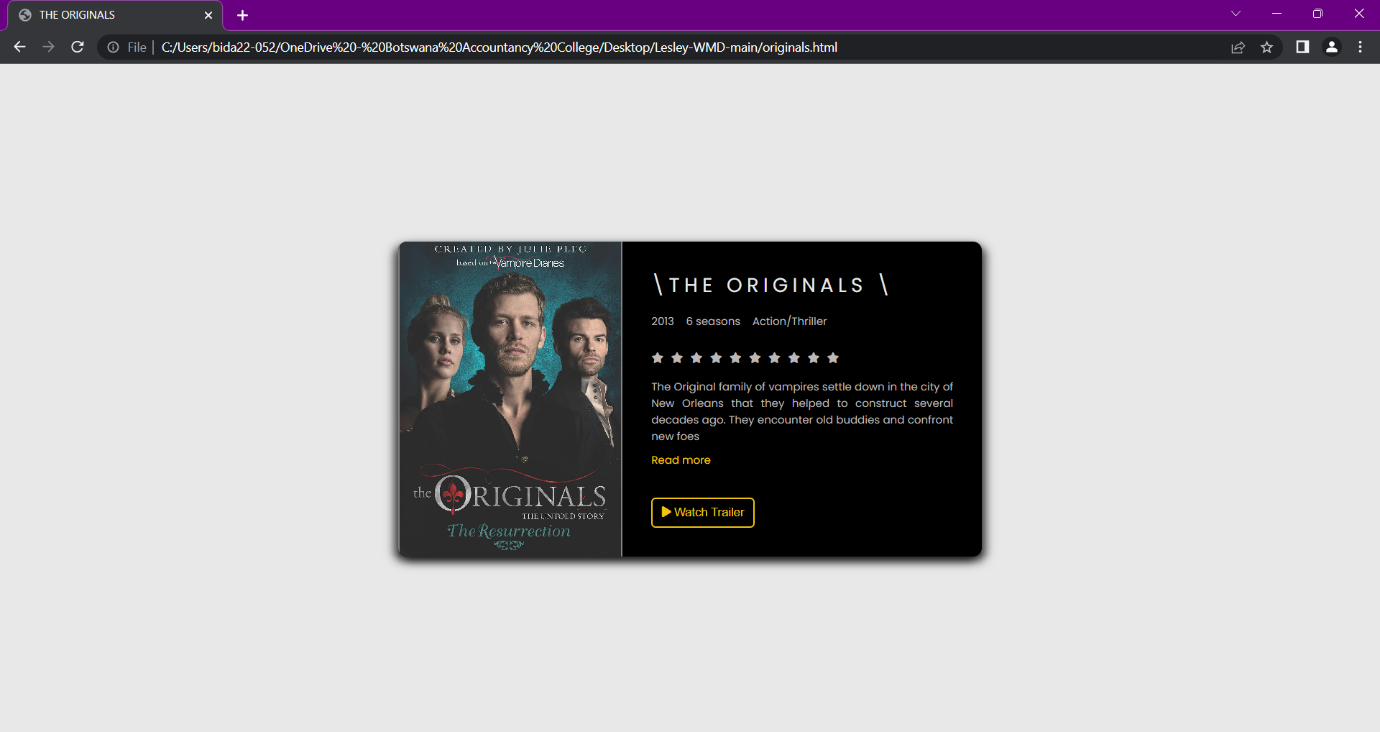 THE ORIGINALS
File C:/Users/bida22-052/OneDrive%20-%20Botswana%20Accountancy%20College/Desktop/Lesley-WMD-main/originals.html
CREATED BY JULIE PLEC
based on the Vampire Diaries
the ORIGINALS
THE UNTOLD STORY
The Resurrection
\THE ORIGINALS \
2013 6 seasons Action/Thriller
The Original family of vampires settle down in the city of
New Orleans that they helped to construct several
decades ago. They encounter old buddies and confront
new foes
Read more
Watch Trailer